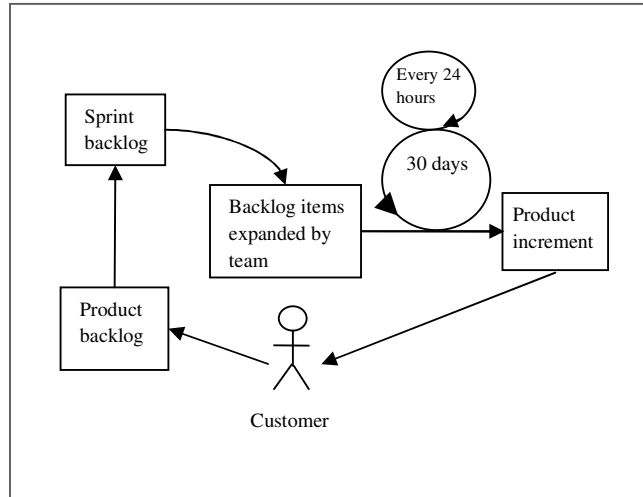 Every 24
hours
Sprint
backlog
30 days
Backlog items
expanded by
team
Product
increment
Product
backlog
Customer